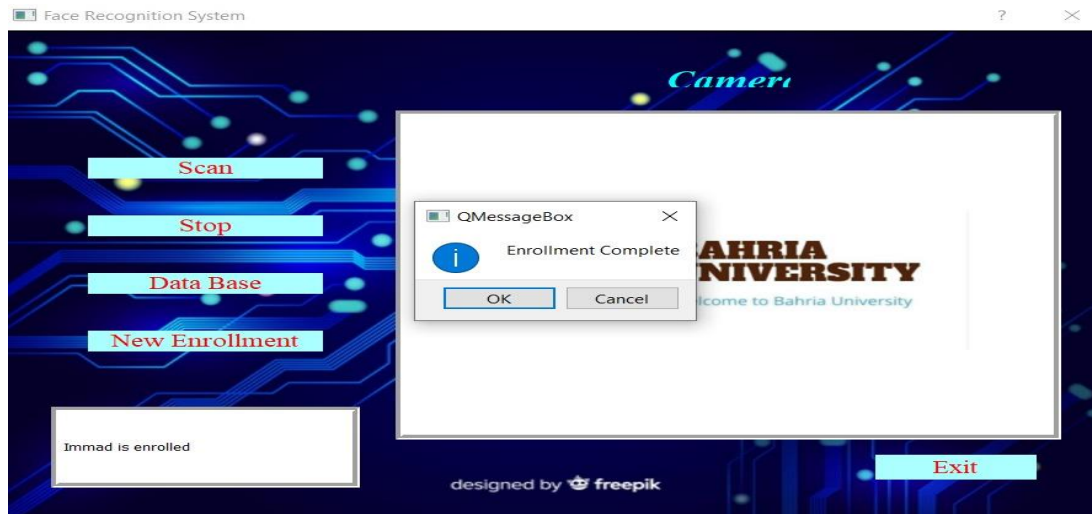 Face Recognition System
Camer
Scan
Stop
Data Base
New Enrollment
QMessageBox
Enrollment Complete
OK
Cancel
AHRIA
NIVERSITY
lcome to Bahria University
Immad is enrolled
Exit
designed by freepik